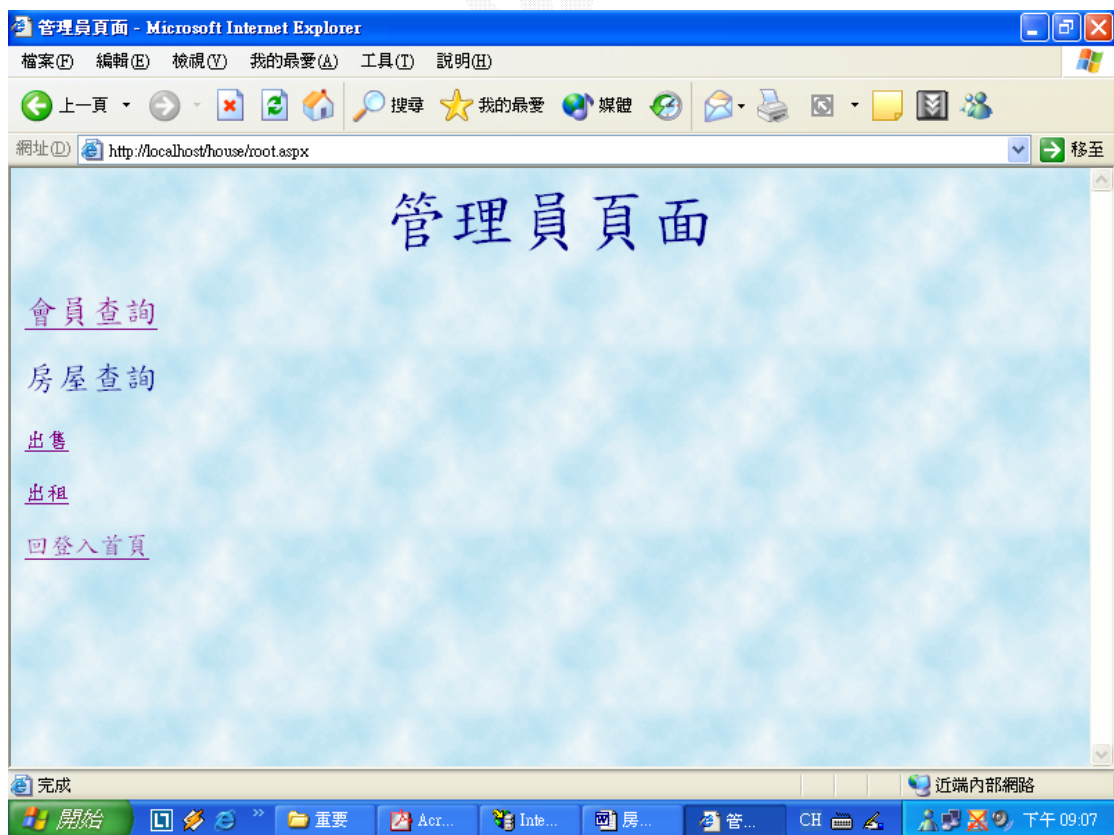 管理員頁面 - Microsoft Internet Explorer
檔案(F) 編輯(E) 檢視(V) 我的最愛(A) 工具(T) 說明(H)
上一頁 搜尋 我的最愛 媒體
網址(D) http://localhost/house/root.aspx 移至
管理員頁面
會員查詢
房屋查詢
出售
出租
回登入首頁
完成 近端內部網路
開始 » 重要 Acr... Inte... 房... 管... CH 下午 09:07